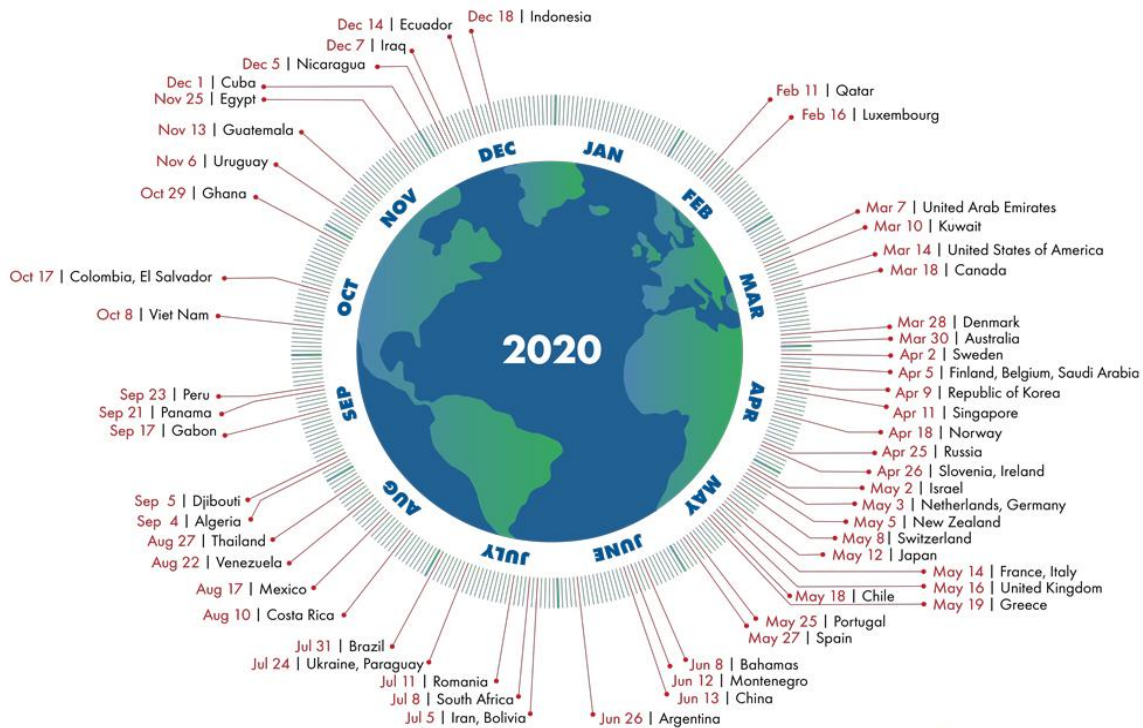 Dec 18 | Indonesia
Dec 14 | Ecuador
Dec 7 | Iraq
Dec 5 | Nicaragua
Dec 1 | Cuba
Nov 25 | Egypt
Nov 13 | Guatemala
Nov 6 | Uruguay
Oct 29 | Ghana
Oct 17 | Colombia, El Salvador
Oct 8 | Viet Nam
Sep 23 | Peru
Sep 21 | Panama
Sep 17 | Gabon
Sep 5 | Djibouti
Sep 4 | Algeria
Aug 27 | Thailand
Aug 22 | Venezuela
Aug 17 | Mexico
Aug 10 | Costa Rica
Jul 31 | Brazil
Jul 24 | Ukraine, Paraguay
Jul 11 | Romania
Jul 8 | South Africa
Jul 5 | Iran, Bolivia
JAN
FEB
MAR
APR
MAY
JUNE
JULY
AUG
SEP
OCT
NOV
DEC
2020
Feb 11 | Qatar
Feb 16 | Luxembourg
Mar 7 | United Arab Emirates
Mar 10 | Kuwait
Mar 14 | United States of America
Mar 18 | Canada
Mar 28 | Denmark
Mar 30 | Australia
Apr 2 | Sweden
Apr 5 | Finland, Belgium, Saudi Arabia
Apr 9 | Republic of Korea
Apr 11 | Singapore
Apr 18 | Norway
Apr 25 | Russia
Apr 26 | Slovenia, Ireland
May 2 | Israel
May 3 | Netherlands, Germany
May 5 | New Zealand
May 8 | Switzerland
May 12 | Japan
May 14 | France, Italy
May 16 | United Kingdom
May 18 | Chile
May 19 | Greece
May 25 | Portugal
May 27 | Spain
Jun 8 | Bahamas
Jun 12 | Montenegro
Jun 13 | China
Jun 26 | Argentina